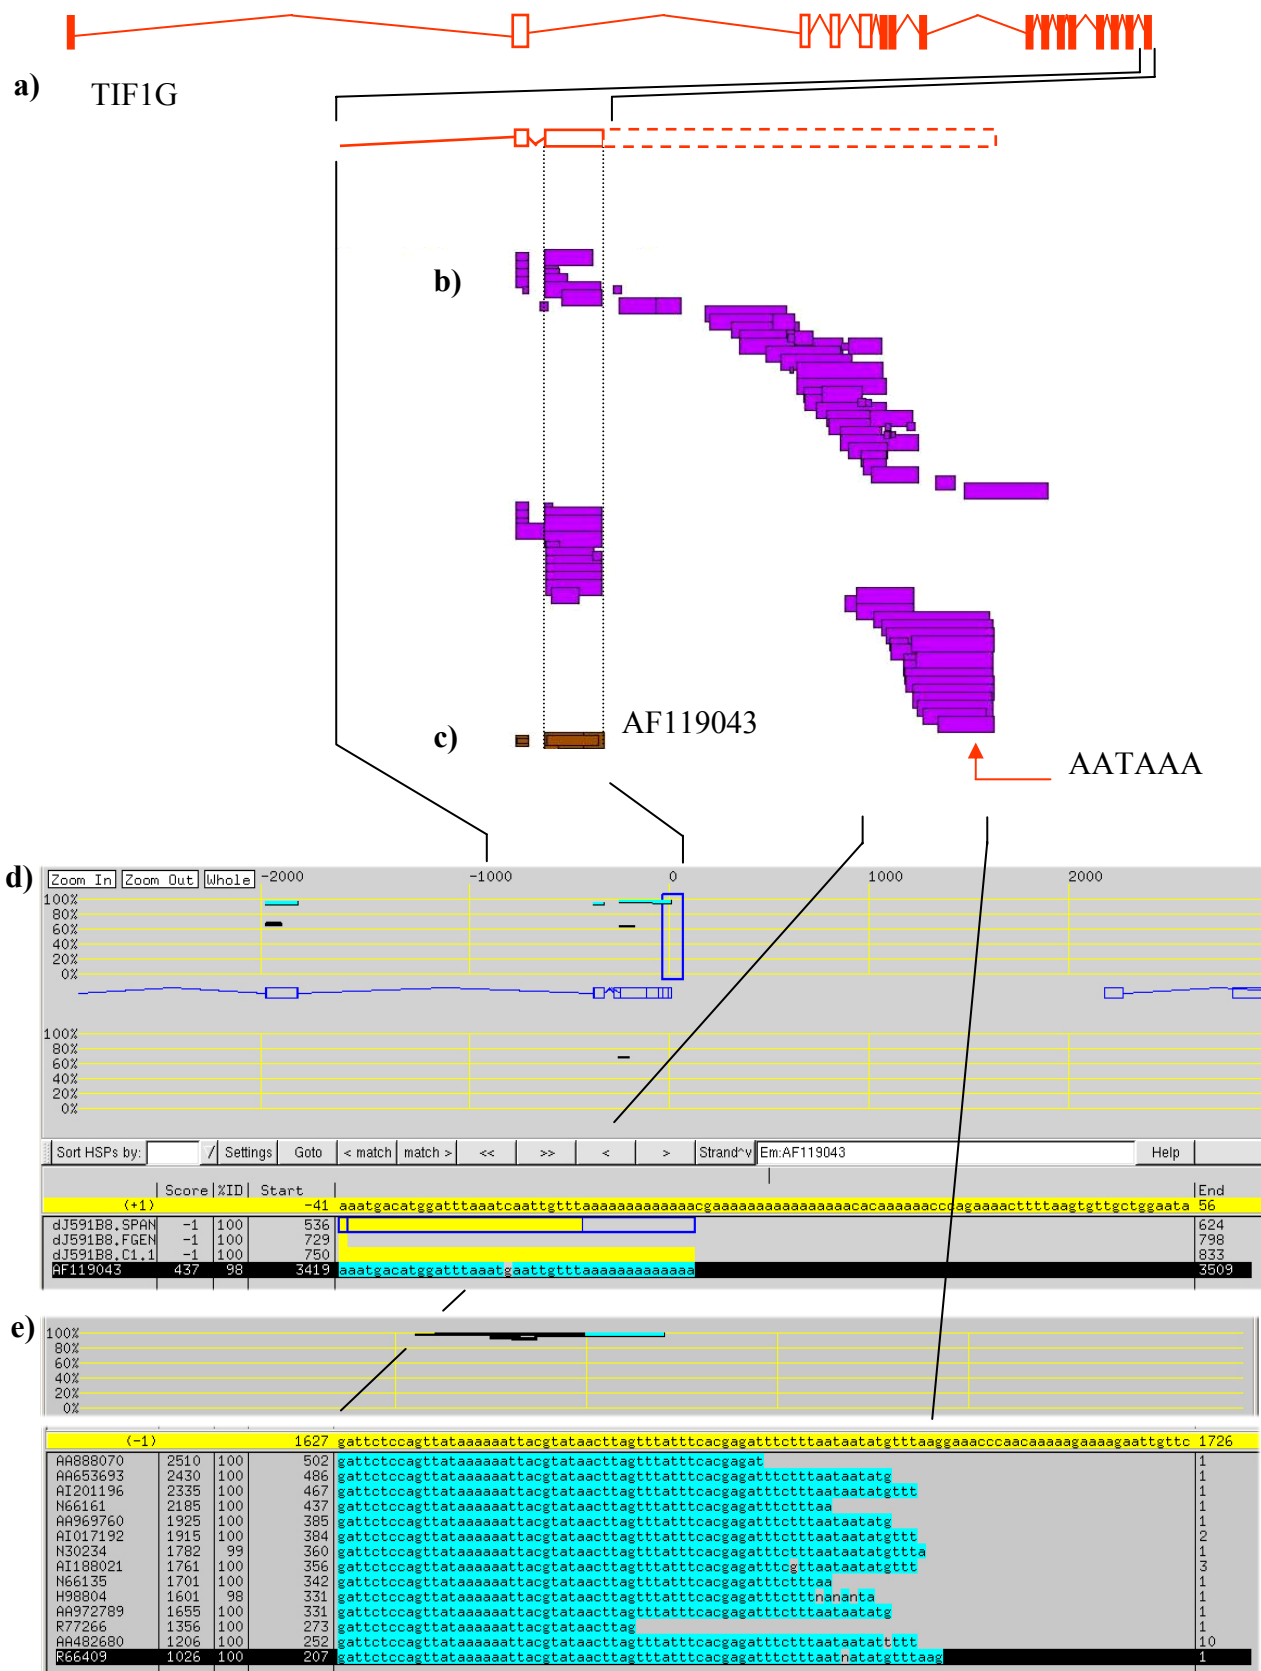 a)
TIF1G
b)
c)
AF119043
AATAAA
d)
Zoom In Zoom Out Whole -2000 -1000 0 1000 2000
100%
80%
60%
40%
20%
0%
100%
80%
60%
40%
20%
0%
Sort HSPs by: Settings Goto < match match > << >> < > Strand^v Em:AF119043 Help
Score %ID Start End
(+1) -41 aaatgacatggatttaaatcaattgtttaaaaaaaaaaaaaacgaaaaaaaaaaaaaaaaaacacaaaaaacccagaaaacttttaagtgttgctggaata 56
dJ591B8.SPAN -1 100 536 624
dJ591B8.FGEN -1 100 729 798
dJ591B8.C1.1 -1 100 750 833
AF119043 437 98 3419 aaatgacatggatttaaatgaattgtttaaaaaaaaaaaaaa 3509
e)
100%
80%
60%
40%
20%
0%
(-1) 1627 gattctccagttataaaaaattacgtataacttagtttatttcacgagatttctttaataatatgtttaaggaaacccaacaaaaagaaaagaattgttc 1726
AA888070 2510 100 502 gattctccagttataaaaaattacgtataacttagtttatttcacgagat 1
AA653693 2430 100 486 gattctccagttataaaaaattacgtataacttagtttatttcacgagatttctttaataatatg 1
AI201196 2335 100 467 gattctccagttataaaaaattacgtataacttagtttatttcacgagatttctttaataatatgttt 1
N66161 2185 100 437 gattctccagttataaaaaattacgtataacttagtttatttcacgagatttctttaa 1
AA969760 1925 100 385 gattctccagttataaaaaattacgtataacttagtttatttcacgagatttctttaataatatg 1
AI017192 1915 100 384 gattctccagttataaaaaattacgtataacttagtttatttcacgagatttctttaataatatgttt 2
N30234 1782 99 360 gattctccagttataaaaaattacgtataacttagtttatttcacgagatttctttaataatatgttta 1
AI188021 1761 100 356 gattctccagttataaaaaattacgtataacttagtttatttcacgagatttcgttaataatatgttt 3
N66135 1701 100 342 gattctccagttataaaaaattacgtataacttagtttatttcacgagatttctttaa 1
H98804 1601 98 331 gattctccagttataaaaaattacgtataacttagtttatttcacgagatttctttnananta 1
AA972789 1655 100 331 gattctccagttataaaaaattacgtataacttagtttatttcacgagatttctttaataatatg 1
R77266 1356 100 273 gattctccagttataaaaaattacgtataacttag 1
AA482680 1206 100 252 gattctccagttataaaaaattacgtataacttagtttatttcacgagatttctttaataatattttt 10
R66409 1026 100 207 gattctccagttataaaaaattacgtataacttagtttatttcacgagatttctttaatnatatgtttaag 1